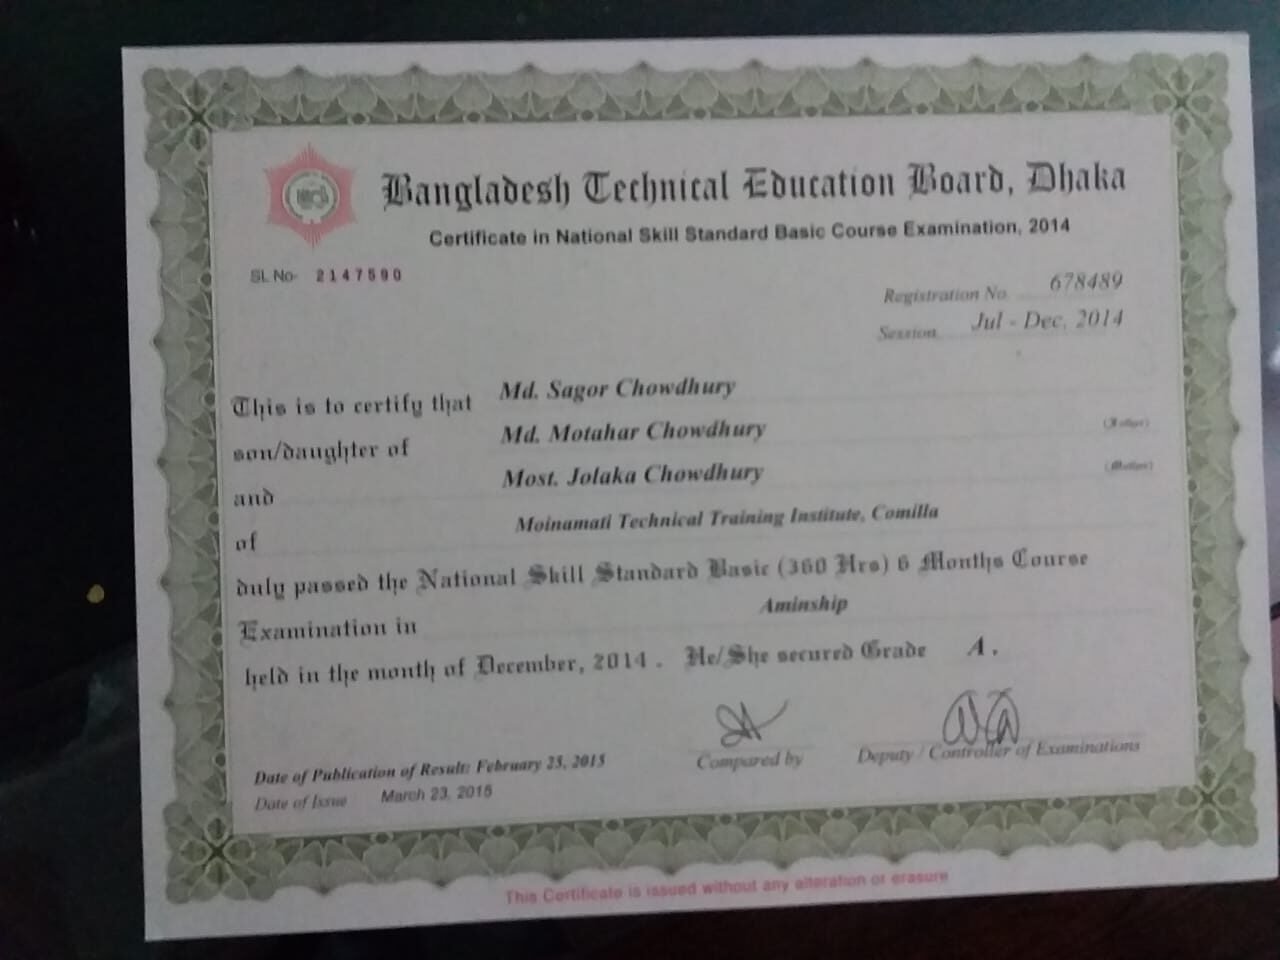 Bangladesh Technical Education Board, Dhaka
Certificate in National Skill Standard Basic Course Examination, 2014
SL No- 2147590
Registration No. 678489
Session Jul - Dec, 2014
This is to certify that Md. Sagor Chowdhury
son/daughter of Md. Motahar Chowdhury (Father)
and Most. Jolaka Chowdhury (Mother)
of Moinamati Technical Training Institute, Comilla
duly passed the National Skill Standard Basic (360 Hrs) 6 Months Course
Examination in Aminship
held in the month of December, 2014 . He/She secured Grade A .
Compared by Deputy / Controller of Examinations
Date of Publication of Result: February 25, 2015
Date of Issue March 23, 2015
This Certificate is issued without any alteration or erasure